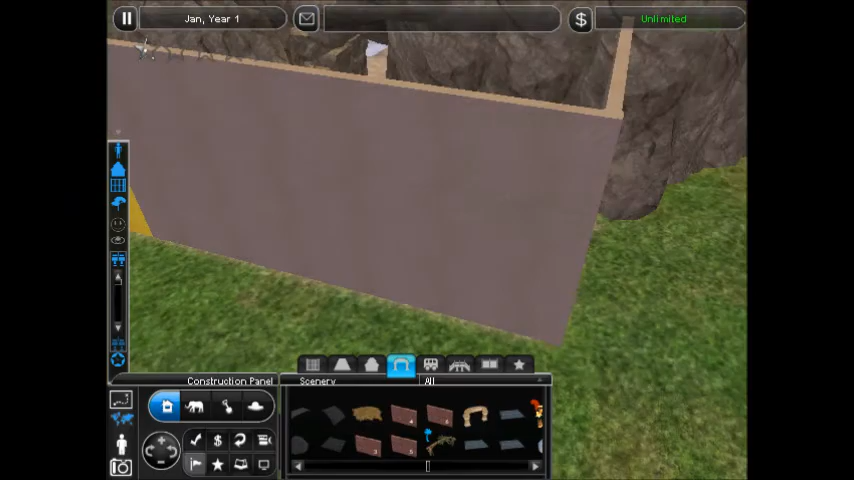 Jan, Year 1
$
Unlimited
Construction Panel
Scenery
All